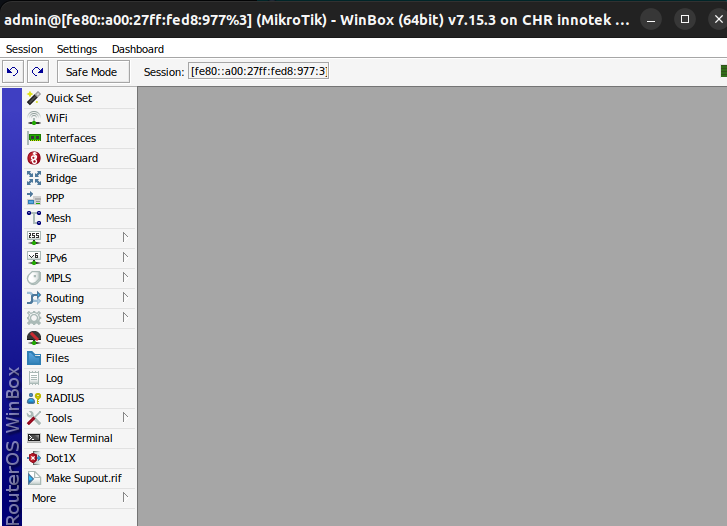 admin@[fe80::a00:27ff:fed8:977%3] (MikroTik) - WinBox (64bit) v7.15.3 on CHR innotek ...
Session Settings Dashboard
Safe Mode Session: [fe80::a00:27ff:fed8:977:3]
Quick Set
WiFi
Interfaces
WireGuard
Bridge
PPP
Mesh
255 IP
v6 IPv6
MPLS
Routing
System
Queues
Files
Log
RADIUS
Tools
New Terminal
Dot1X
Make Supout.rif
More
RouterOS WinBox